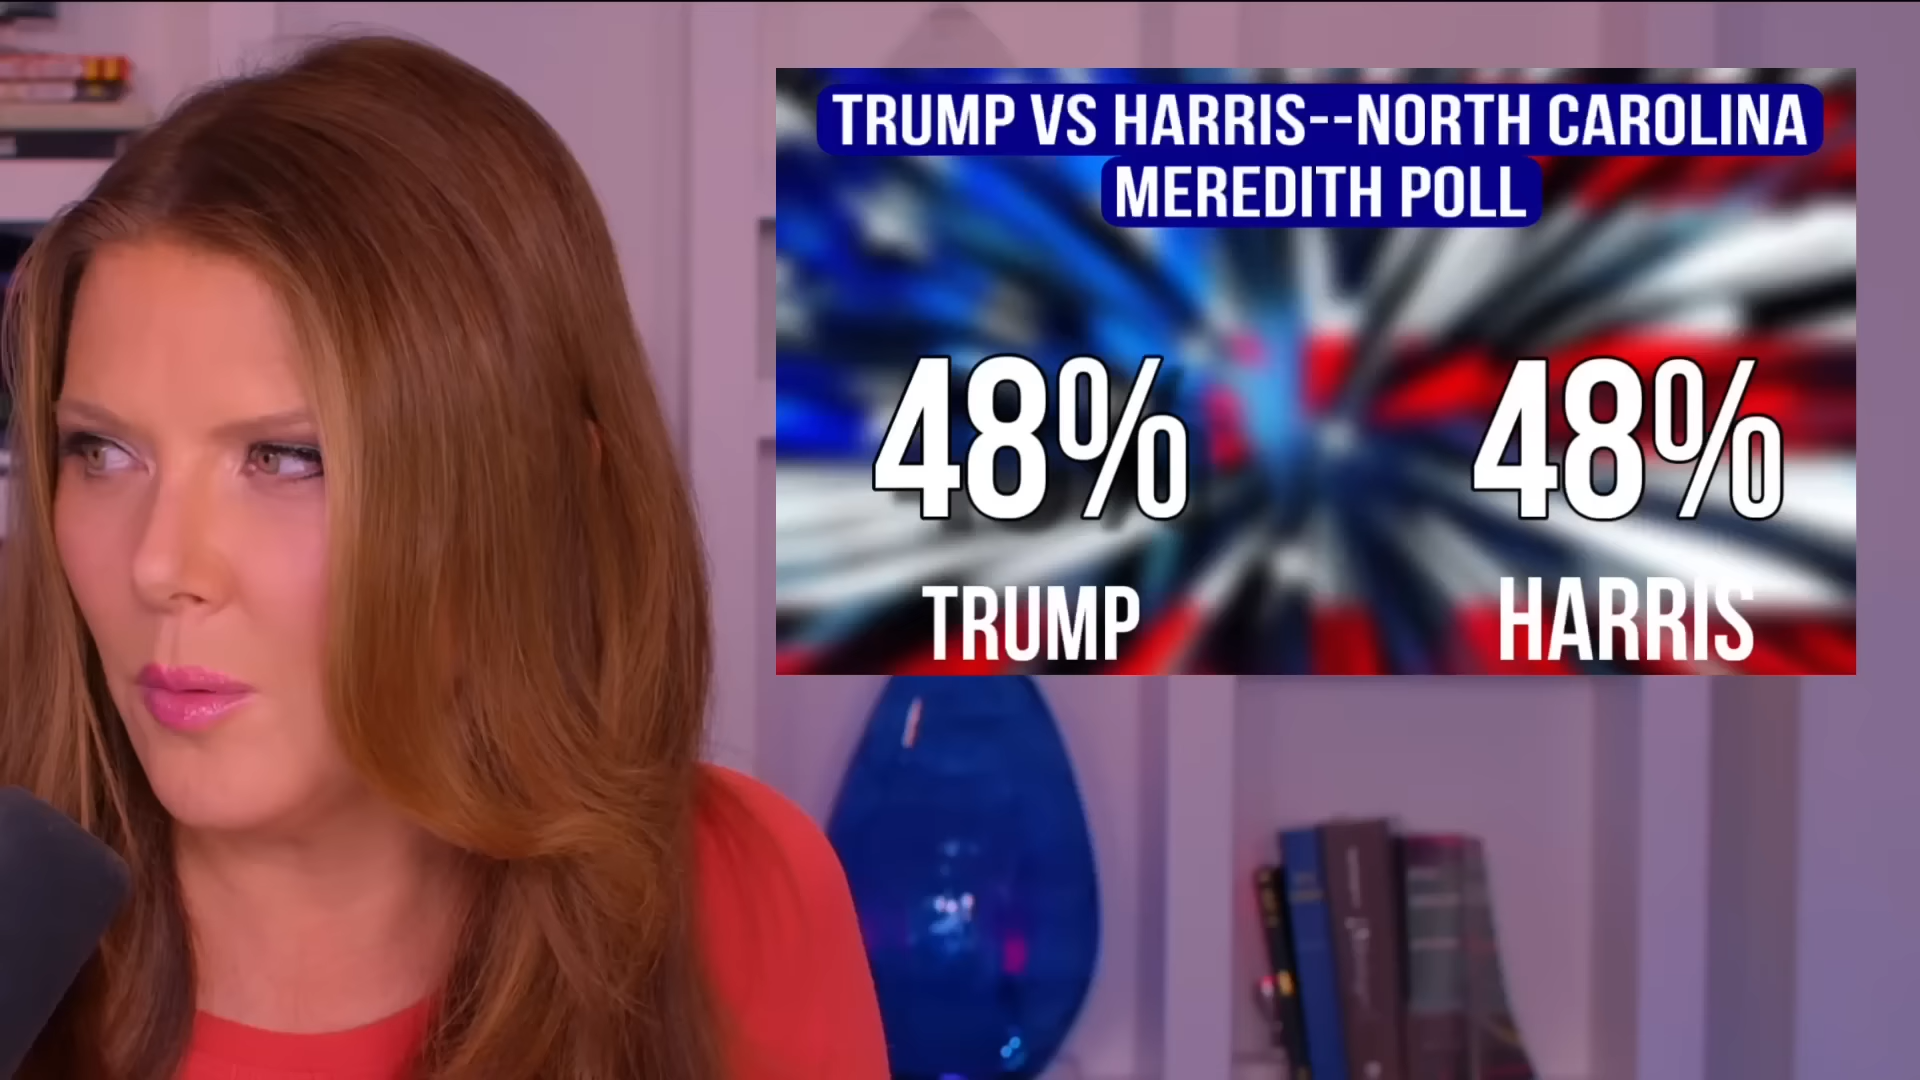 TRUMP VS HARRIS--NORTH CAROLINA
MEREDITH POLL
48%
48%
TRUMP
HARRIS